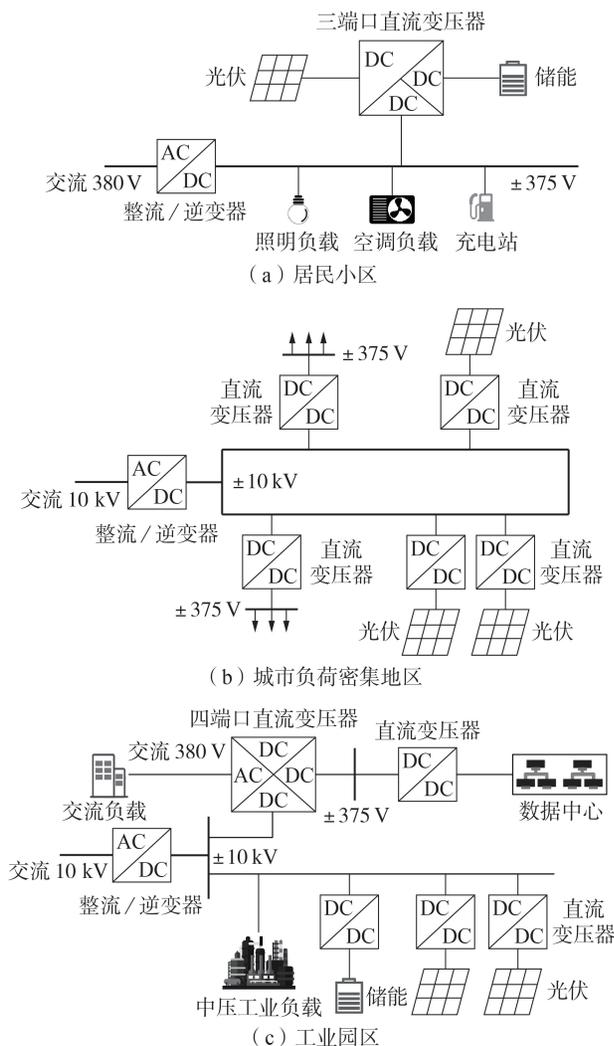 三端口直流变压器
光伏
DC
DC
DC
储能
交流 380 V
AC
DC
± 375 V
整流 / 逆变器
照明负载
空调负载
充电站
(a) 居民小区
± 375 V
光伏
直流
变压器
DC
DC
DC
DC
直流
变压器
交流 10 kV
AC
DC
± 10 kV
整流 / 逆变器
DC
DC
直流
变压器
DC
DC
DC
DC
直流
变压器
± 375 V
光伏
光伏
(b) 城市负荷密集地区
四端口直流变压器
交流 380 V
DC
AC
DC
DC
直流变压器
DC
DC
交流负载
± 375 V
数据中心
交流 10 kV
AC
DC
± 10 kV
整流 / 逆变器
DC
DC
DC
DC
DC
DC
直流
变压器
中压工业负载
储能
光伏
(c) 工业园区